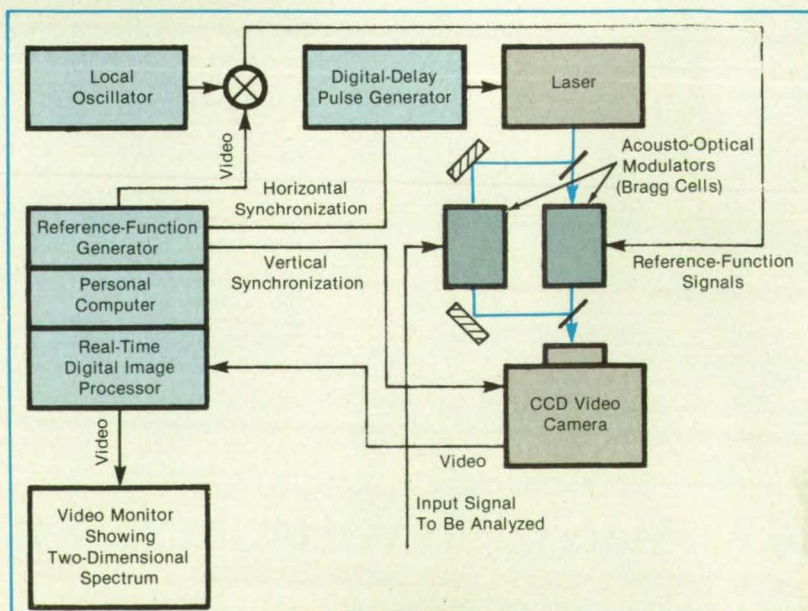 Local
Oscillator
Digital-Delay
Pulse Generator
Laser
Acousto-Optical
Modulators
(Bragg Cells)
Video
Horizontal
Synchronization
Reference-Function
Generator
Vertical
Synchronization
Reference-Function
Signals
Personal
Computer
Real-Time
Digital Image
Processor
CCD Video
Camera
Video
Video
Input Signal
To Be Analyzed
Video Monitor
Showing
Two-Dimensional
Spectrum